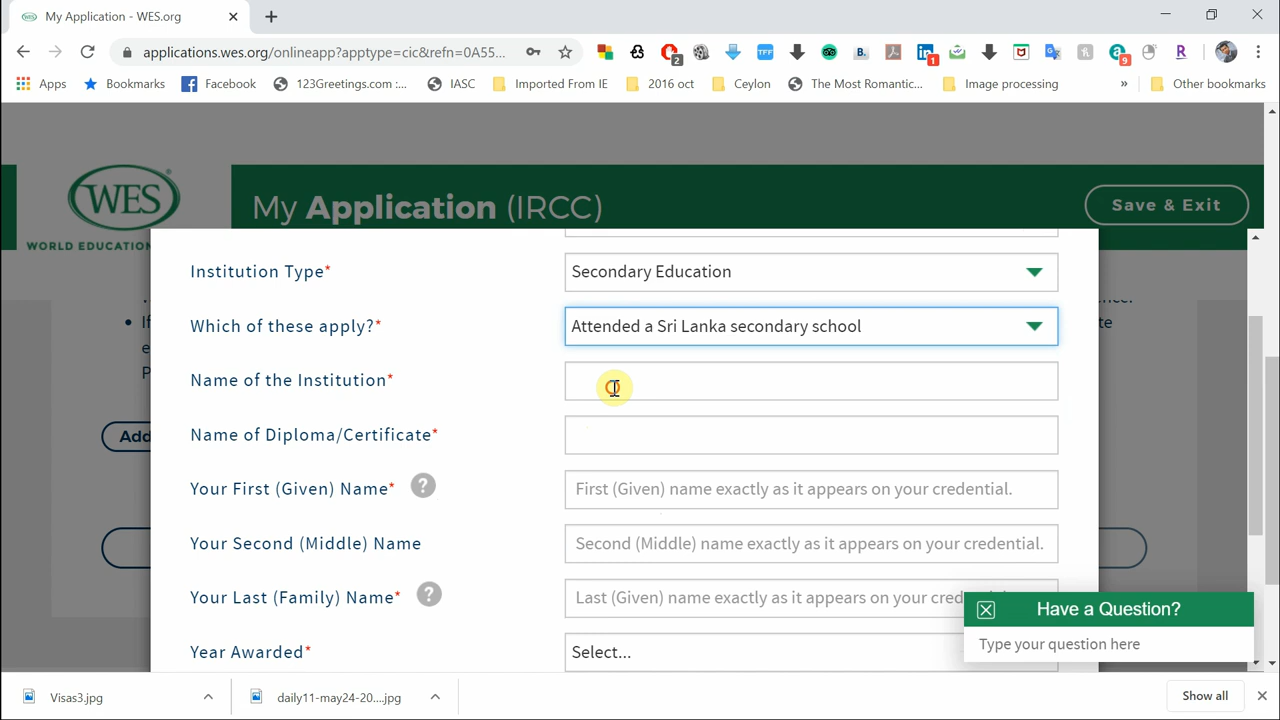 My Application - WES.org
applications.wes.org/onlineapp?apptype=cic&refn=0A55...
2
1
9
Apps
Bookmarks
Facebook
123Greetings.com :...
IASC
Imported From IE
2016 oct
Ceylon
The Most Romantic...
Image processing
»
Other bookmarks
WES
WORLD EDUCATION
My Application (IRCC)
Save & Exit
Institution Type*
Secondary Education
Which of these apply?*
Attended a Sri Lanka secondary school
Name of the Institution*
Name of Diploma/Certificate*
Add
Your First (Given) Name*
?
First (Given) name exactly as it appears on your credential.
Your Second (Middle) Name
Second (Middle) name exactly as it appears on your credential.
Your Last (Family) Name*
?
Last (Given) name exactly as it appears on your
Have a Question?
Type your question here
Year Awarded*
Select...
Visas3.jpg
daily11-may24-20....jpg
Show all